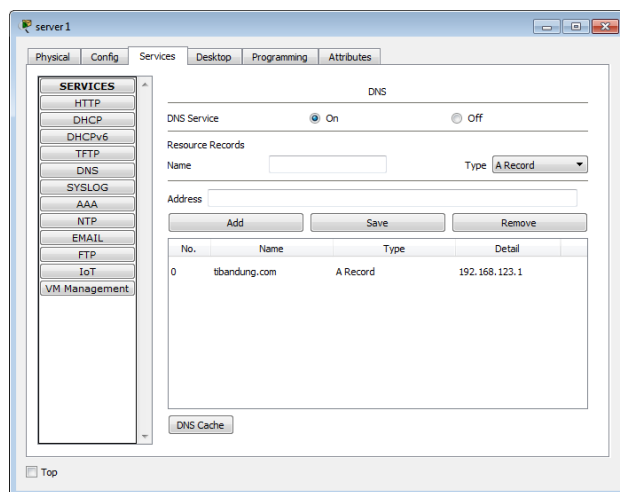 server 1
Physical Config Services Desktop Programming Attributes
SERVICES
HTTP
DHCP
DHCPv6
TFTP
DNS
SYSLOG
AAA
NTP
EMAIL
FTP
IoT
VM Management
DNS
DNS Service On Off
Resource Records
Name Type A Record
Address
Add Save Remove
No. Name Type Detail
0 tibandung.com A Record 192.168.123.1
DNS Cache
Top